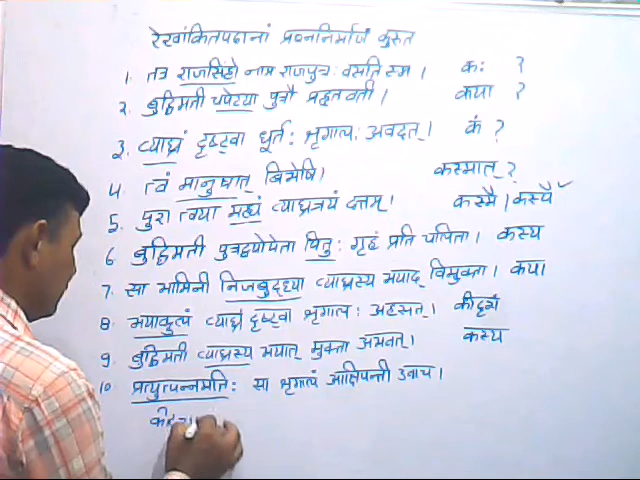 रेखांकितपदानां प्रश्ननिर्माणं कुरुत
1. तत्र राजसिंहो नाम राजपुत्रः वसति स्म । कः ?
2. बुद्धिमती चपेटया पुत्रौ प्रहृतवती । कया ?
3. व्याघ्रं दृष्ट्वा धूर्तः शृगालः अवदत् । कं ?
4. त्वं मानुषात् बिभेषि । कस्मात् ?
5. पुरा त्वया मह्यं व्याघ्रत्रयं दत्तम् । कस्मै / कस्यै
6. बुद्धिमती पुत्रद्वयोपेता पितुः गृहं प्रति चलिता । कस्य
7. सा भामिनी निजबुद्ध्या व्याघ्रस्य भयाद् विमुक्ता । कया
8. भयाकुलं व्याघ्रं दृष्ट्वा शृगालः अहसत् । कीदृशं
9. बुद्धिमती व्याघ्रस्य भयात् मुक्ता अभवत् । कस्य
10. प्रत्युत्पन्नमतिः सा शृगालं आक्षिपन्ती उवाच ।